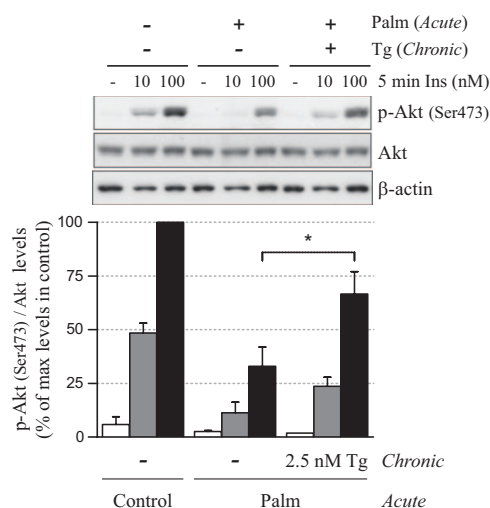 - + + Palm (Acute)
- - + Tg (Chronic)
- 10 100 - 10 100 - 10 100 5 min Ins (nM)
p-Akt (Ser473)
Akt
β-actin
p-Akt (Ser473) / Akt levels
(% of max levels in control)
100
75
50
25
0
*
- - 2.5 nM Tg Chronic
Control Palm Acute